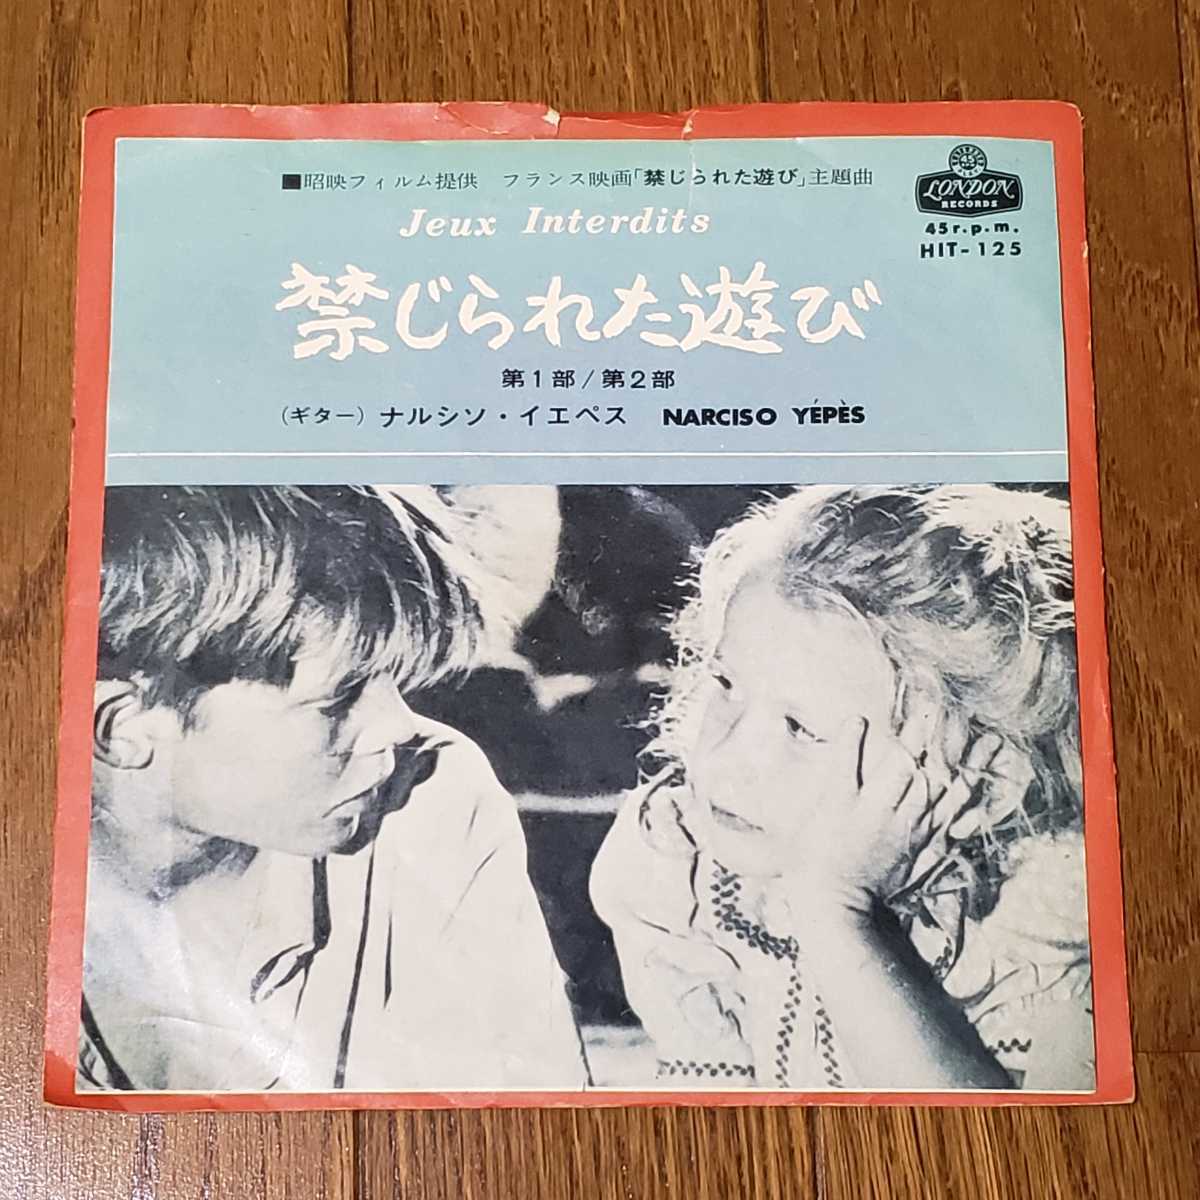 ■昭映フィルム提供 フランス映画「禁じられた遊び」主題曲
Jeux Interdits
禁じられた遊び
第1部/第2部
(ギター) ナルシソ・イエペス NARCISO YÉPÈS
45
LONDON
RECORDS
45 r.p.m.
HIT-125